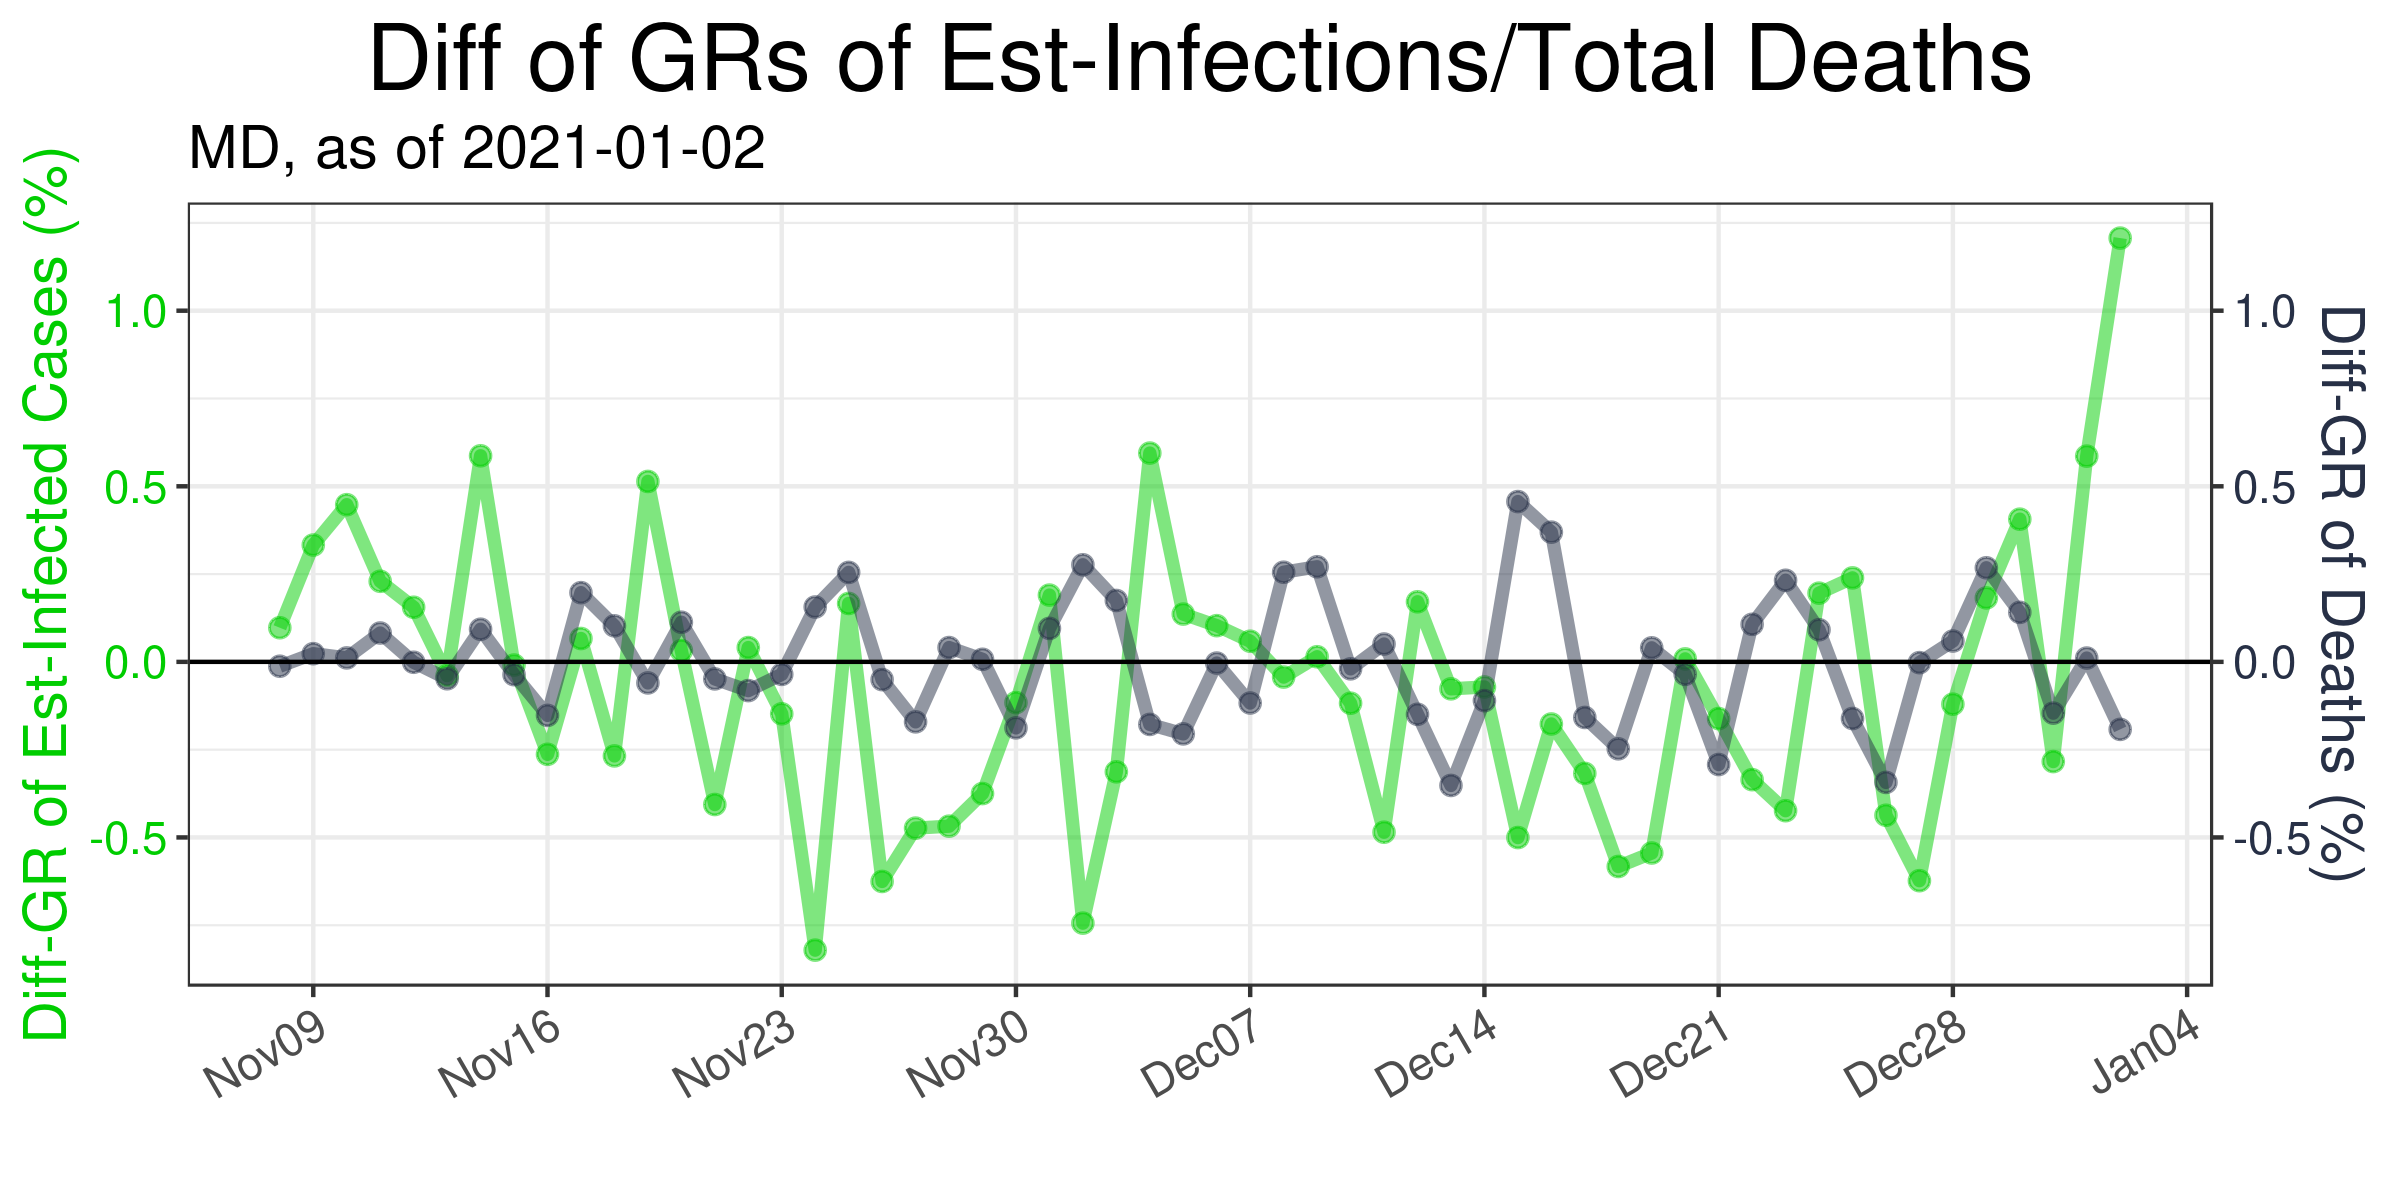 Diff of GRs of Est-Infections/Total Deaths
MD, as of 2021-01-02
Diff-GR of Est-Infected Cases (%)
1.0
0.5
0.0
-0.5
1.0
0.5
0.0
-0.5
Diff-GR of Deaths (%)
Nov09
Nov16
Nov23
Nov30
Dec07
Dec14
Dec21
Dec28
Jan04